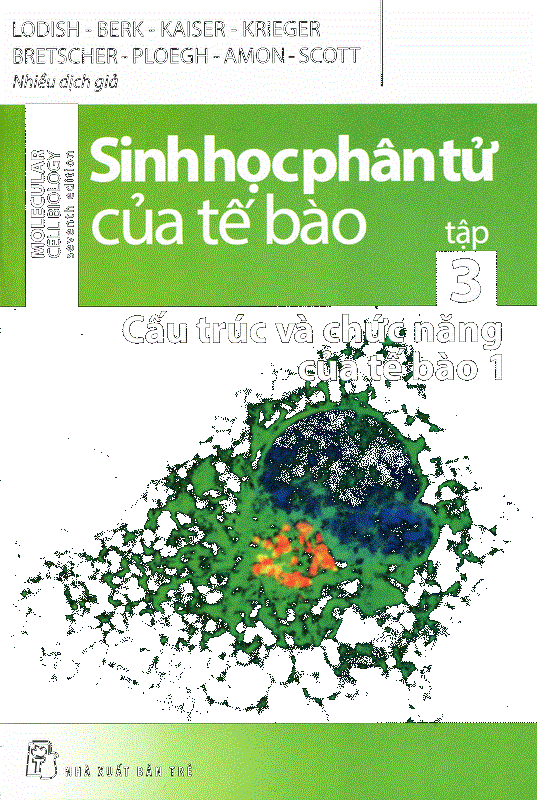 LODISH - BERK - KAISER - KRIEGER
BRETSCHER - PLOEGH - AMON - SCOTT
Nhiều dịch giả
MOLECULAR
CELL BIOLOGY
seventh edition
Sinh học phân tử
của tế bào
tập
3
Cấu trúc và chức năng
của tế bào 1
NHÀ XUẤT BẢN TRẺ